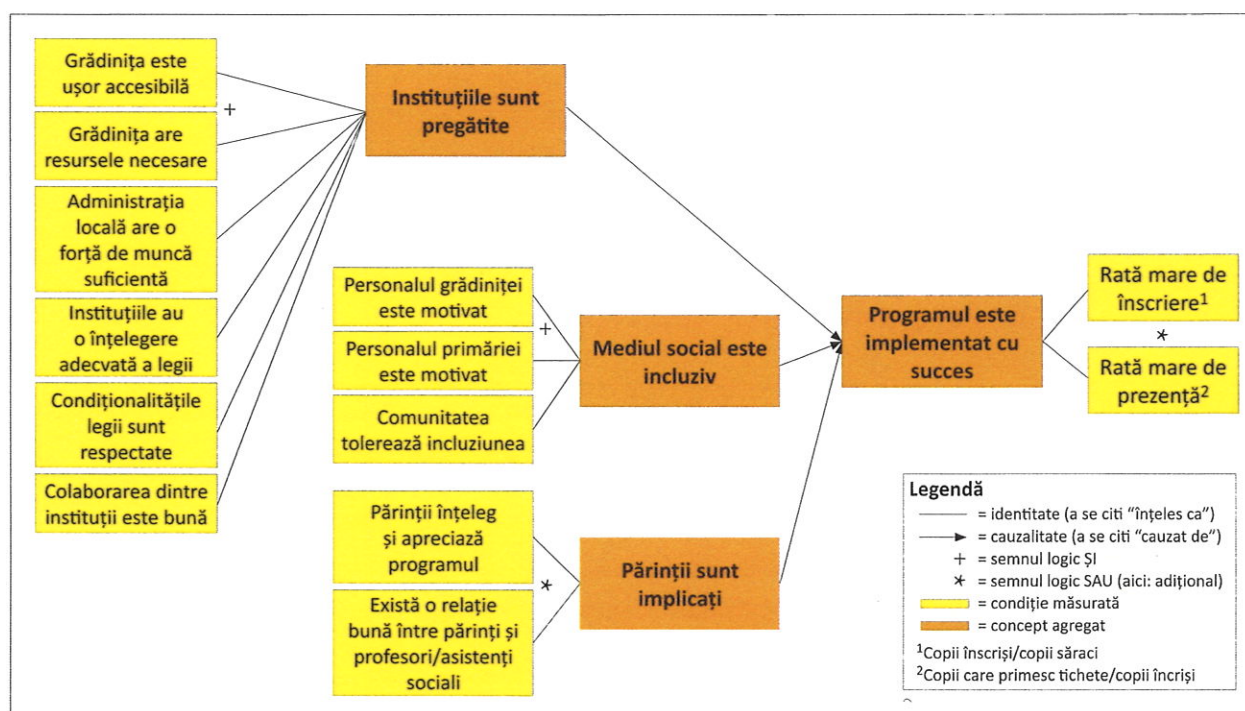 Grădinița este
ușor accesibilă
+
Grădinița are
resursele necesare
Administrația
locală are o
forță de muncă
suficientă
Instituțiile au
o înțelegere
adecvată a legii
Condiționalitățile
legii sunt
respectate
Colaborarea dintre
instituții este bună
Instituțiile sunt
pregătite
Personalul grădiniței
este motivat
+
Personalul primăriei
este motivat
Comunitatea
tolerează incluziunea
Mediul social este
incluziv
Părinții înțeleg
și apreciază
programul
*
Există o relație
bună între părinți și
profesori/asistenți
sociali
Părinții sunt
implicați
Programul este
implementat cu
succes
Rată mare de
înscriere¹
*
Rată mare de
prezență²
Legendă
= identitate (a se citi “înțeles ca”)
= cauzalitate (a se citi “cauzat de”)
+ = semnul logic ȘI
* = semnul logic SAU (aici: adițional)
= condiție măsurată
= concept agregat
¹Copii înscriși/copii săraci
²Copii care primesc tichete/copii încriși